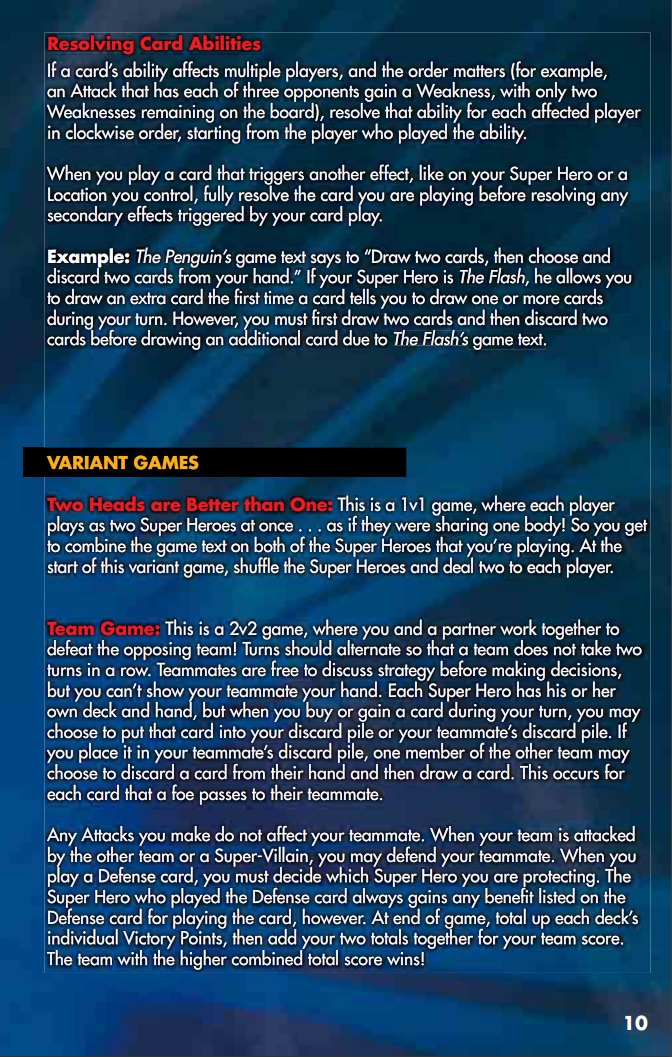 Resolving Card Abilities
If a card's ability affects multiple players, and the order matters (for example,
an Attack that has each of three opponents gain a Weakness, with only two
Weaknesses remaining on the board), resolve that ability for each affected player
in clockwise order, starting from the player who played the ability.
When you play a card that triggers another effect, like on your Super Hero or a
Location you control, fully resolve the card you are playing before resolving any
secondary effects triggered by your card play.
Example: The Penguin's game text says to “Draw two cards, then choose and
discard two cards from your hand.” If your Super Hero is The Flash, he allows you
to draw an extra card the first time a card tells you to draw one or more cards
during your turn. However, you must first draw two cards and then discard two
cards before drawing an additional card due to The Flash's game text.
VARIANT GAMES
Two Heads are Better than One: This is a 1v1 game, where each player
plays as two Super Heroes at once . . . as if they were sharing one body! So you get
to combine the game text on both of the Super Heroes that you're playing. At the
start of this variant game, shuffle the Super Heroes and deal two to each player.
Team Game: This is a 2v2 game, where you and a partner work together to
defeat the opposing team! Turns should alternate so that a team does not take two
turns in a row. Teammates are free to discuss strategy before making decisions,
but you can't show your teammate your hand. Each Super Hero has his or her
own deck and hand, but when you buy or gain a card during your turn, you may
choose to put that card into your discard pile or your teammate's discard pile. If
you place it in your teammate's discard pile, one member of the other team may
choose to discard a card from their hand and then draw a card. This occurs for
each card that a foe passes to their teammate.
Any Attacks you make do not affect your teammate. When your team is attacked
by the other team or a Super-Villain, you may defend your teammate. When you
play a Defense card, you must decide which Super Hero you are protecting. The
Super Hero who played the Defense card always gains any benefit listed on the
Defense card for playing the card, however. At end of game, total up each deck's
individual Victory Points, then add your two totals together for your team score.
The team with the higher combined total score wins!
10